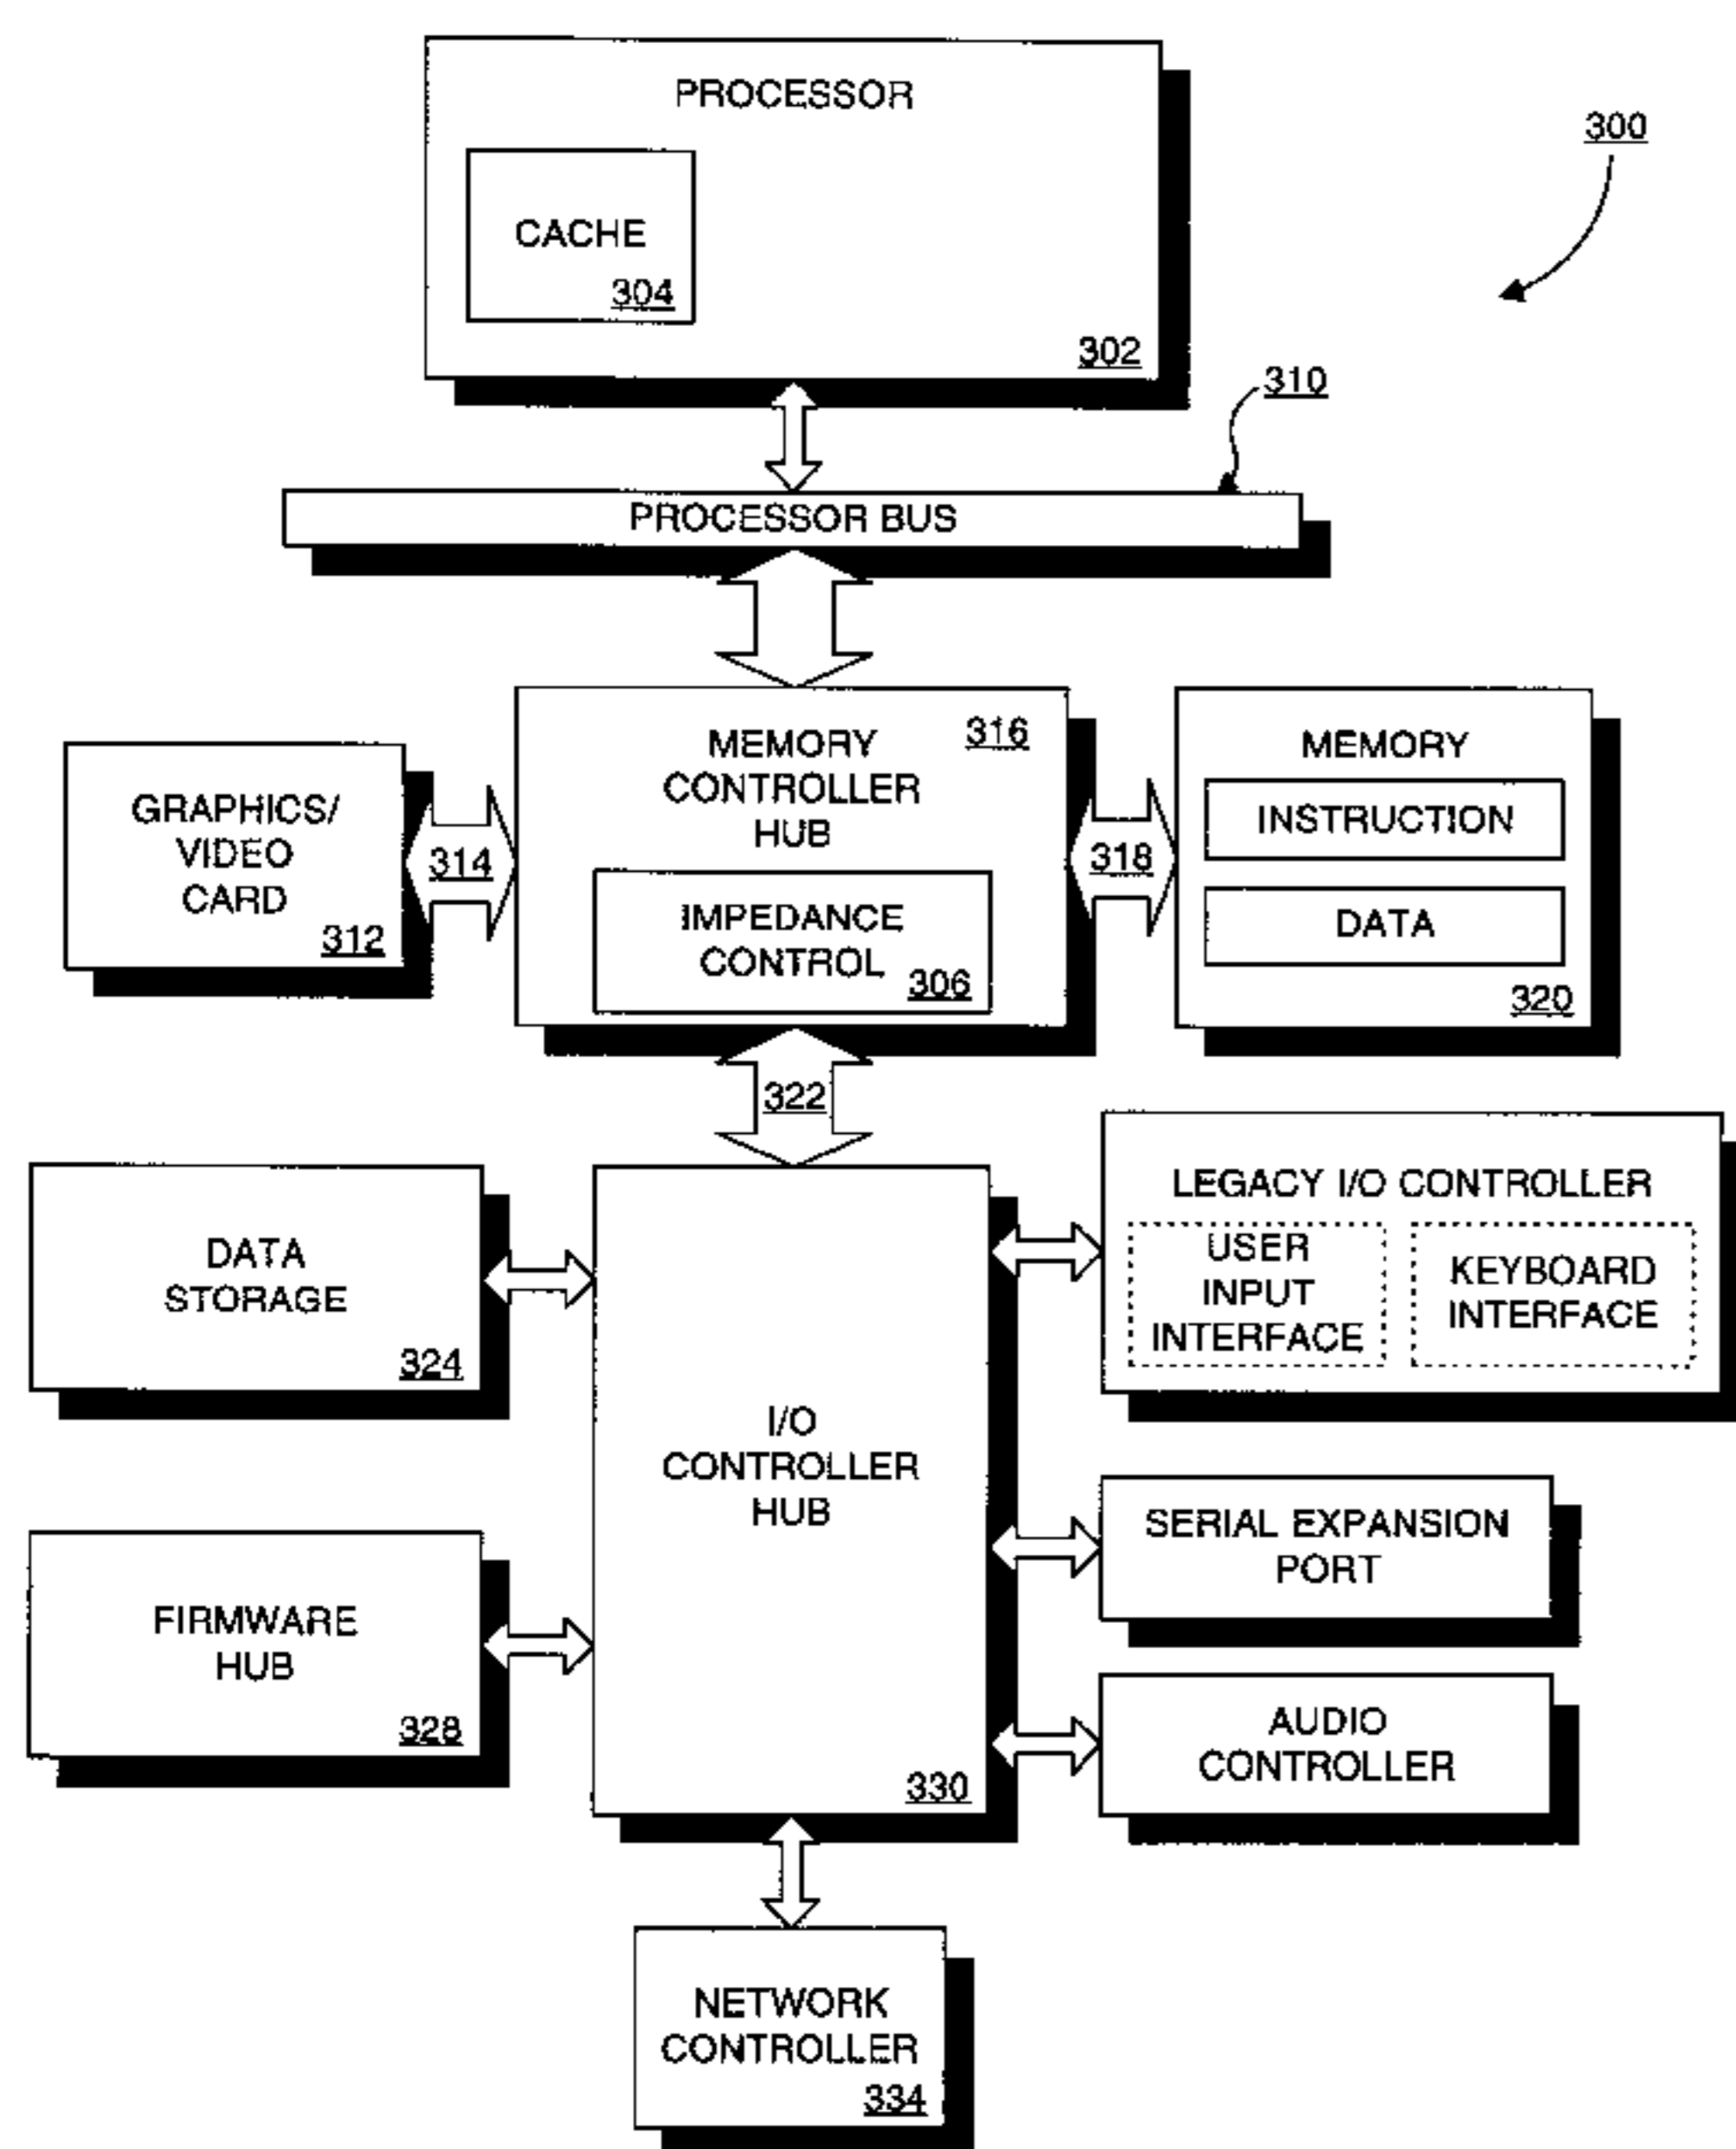 PROCESSOR
CACHE
304
302
300
310
PROCESSOR BUS
316
MEMORY
CONTROLLER
HUB
IMPEDANCE
CONTROL
306
GRAPHICS/
VIDEO
CARD
312
314
318
MEMORY
INSTRUCTION
DATA
320
322
DATA
STORAGE
324
LEGACY I/O CONTROLLER
USER
INPUT
INTERFACE
KEYBOARD
INTERFACE
I/O
CONTROLLER
HUB
330
SERIAL EXPANSION
PORT
FIRMWARE
HUB
328
AUDIO
CONTROLLER
NETWORK
CONTROLLER
334